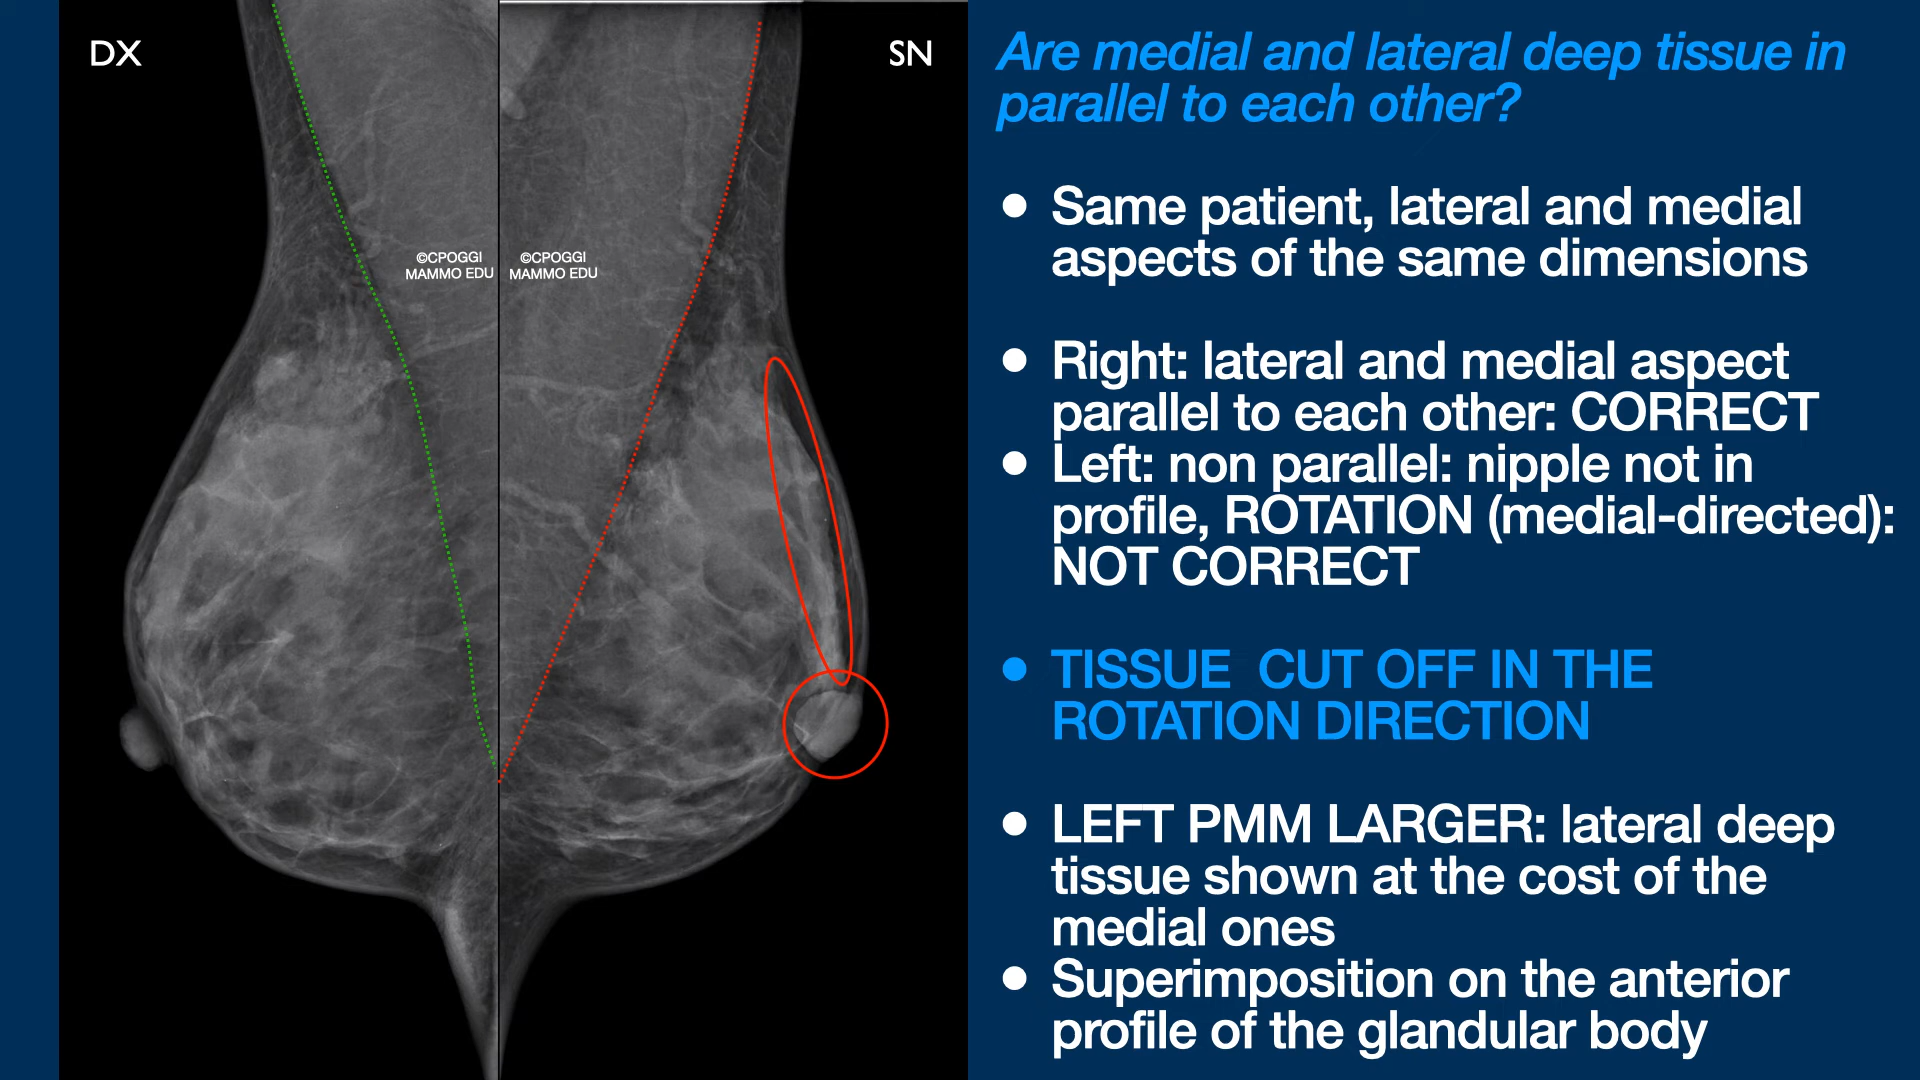 DX
SN
©CPOGGI
MAMMO EDU
©CPOGGI
MAMMO EDU
Are medial and lateral deep tissue in
parallel to each other?
• Same patient, lateral and medial
aspects of the same dimensions
• Right: lateral and medial aspect
parallel to each other: CORRECT
• Left: non parallel: nipple not in
profile, ROTATION (medial-directed):
NOT CORRECT
• TISSUE CUT OFF IN THE
ROTATION DIRECTION
• LEFT PMM LARGER: lateral deep
tissue shown at the cost of the
medial ones
• Superimposition on the anterior
profile of the glandular body